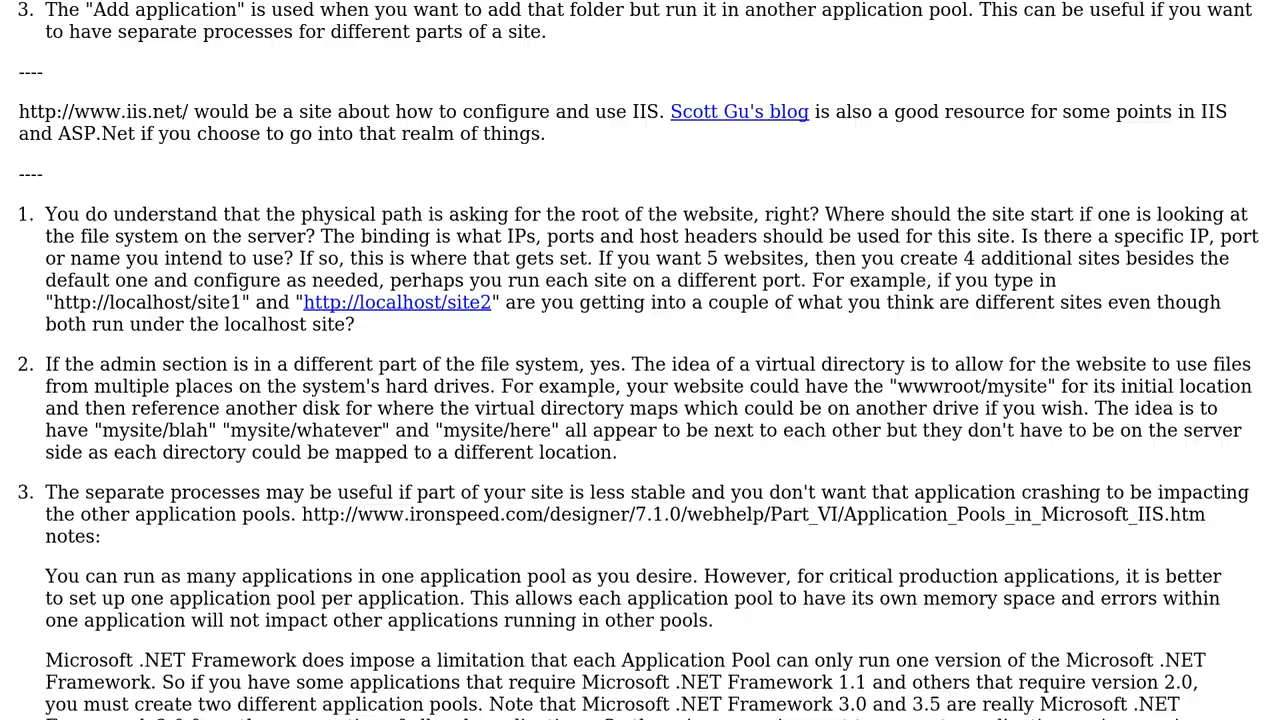 3. The "Add application" is used when you want to add that folder but run it in another application pool. This can be useful if you want
to have separate processes for different parts of a site.
----
http://www.iis.net/ would be a site about how to configure and use IIS. Scott Gu's blog is also a good resource for some points in IIS
and ASP.Net if you choose to go into that realm of things.
----
1. You do understand that the physical path is asking for the root of the website, right? Where should the site start if one is looking at
the file system on the server? The binding is what IPs, ports and host headers should be used for this site. Is there a specific IP, port
or name you intend to use? If so, this is where that gets set. If you want 5 websites, then you create 4 additional sites besides the
default one and configure as needed, perhaps you run each site on a different port. For example, if you type in
"http://localhost/site1" and "http://localhost/site2" are you getting into a couple of what you think are different sites even though
both run under the localhost site?
2. If the admin section is in a different part of the file system, yes. The idea of a virtual directory is to allow for the website to use files
from multiple places on the system's hard drives. For example, your website could have the "wwwroot/mysite" for its initial location
and then reference another disk for where the virtual directory maps which could be on another drive if you wish. The idea is to
have "mysite/blah" "mysite/whatever" and "mysite/here" all appear to be next to each other but they don't have to be on the server
side as each directory could be mapped to a different location.
3. The separate processes may be useful if part of your site is less stable and you don't want that application crashing to be impacting
the other application pools. http://www.ironspeed.com/designer/7.1.0/webhelp/Part_VI/Application_Pools_in_Microsoft_IIS.htm
notes:
You can run as many applications in one application pool as you desire. However, for critical production applications, it is better
to set up one application pool per application. This allows each application pool to have its own memory space and errors within
one application will not impact other applications running in other pools.
Microsoft .NET Framework does impose a limitation that each Application Pool can only run one version of the Microsoft .NET
Framework. So if you have some applications that require Microsoft .NET Framework 1.1 and others that require version 2.0,
you must create two different application pools. Note that Microsoft .NET Framework 3.0 and 3.5 are really Microsoft .NET